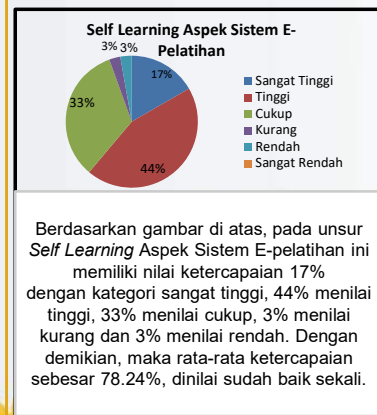 Self Learning Aspek Sistem E-
Pelatihan
3% 3%
17%
33%
44%
Sangat Tinggi
Tinggi
Cukup
Kurang
Rendah
Sangat Rendah
Berdasarkan gambar di atas, pada unsur
Self Learning Aspek Sistem E-pelatihan ini
memiliki nilai ketercapaian 17%
dengan kategori sangat tinggi, 44% menilai
tinggi, 33% menilai cukup, 3% menilai
kurang dan 3% menilai rendah. Dengan
demikian, maka rata-rata ketercapaian
sebesar 78.24%, dinilai sudah baik sekali.